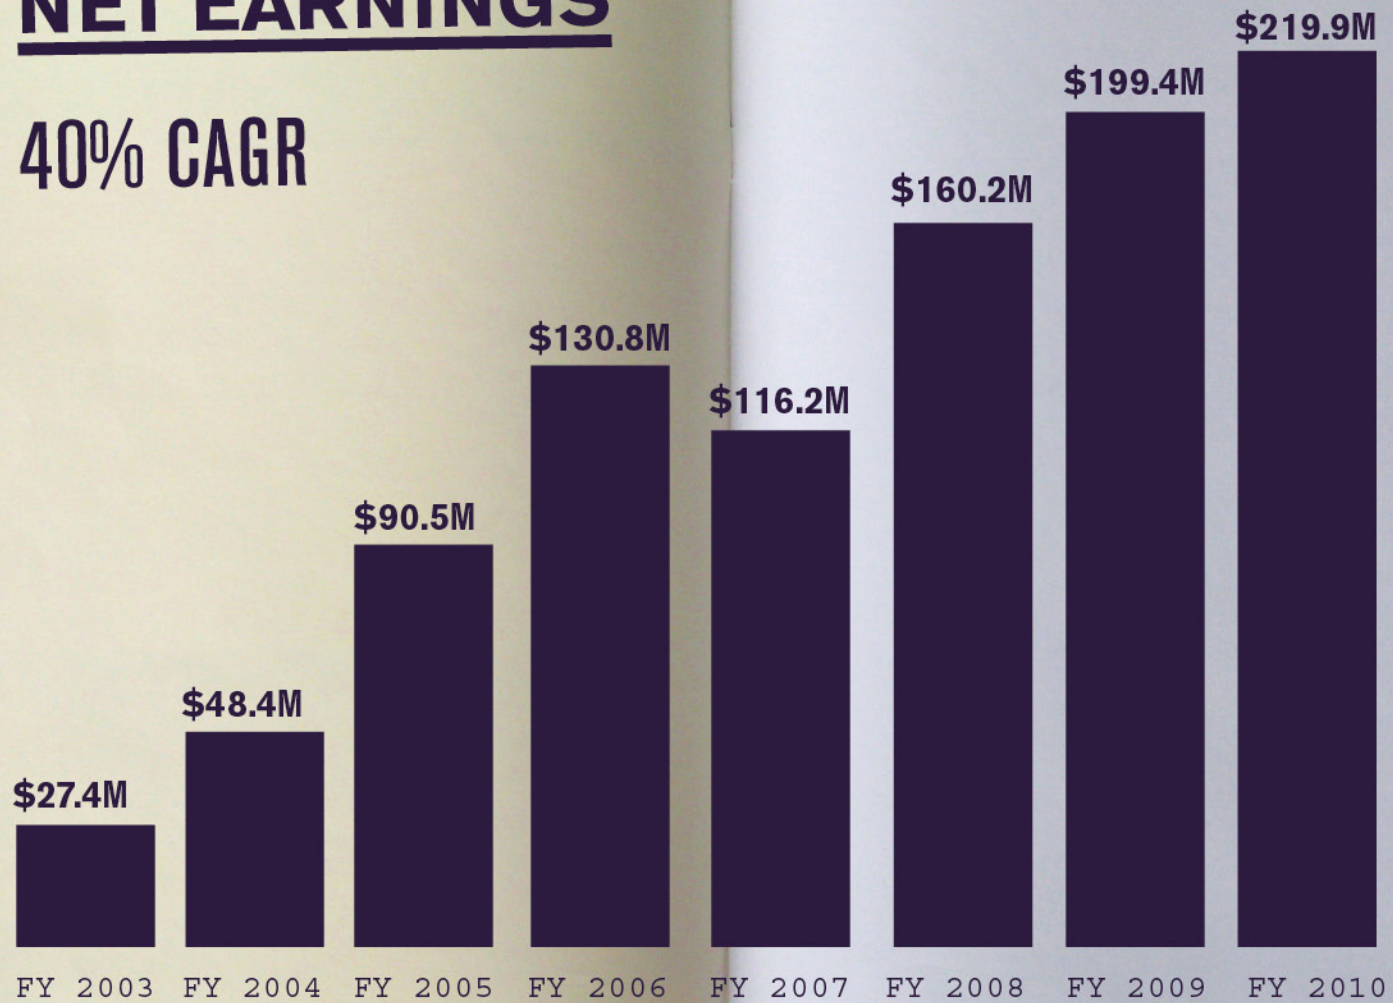 NET EARNINGS
40% CAGR
$27.4M
$48.4M
$90.5M
$130.8M
$116.2M
$160.2M
$199.4M
$219.9M
FY 2003
FY 2004
FY 2005
FY 2006
FY 2007
FY 2008
FY 2009
FY 2010